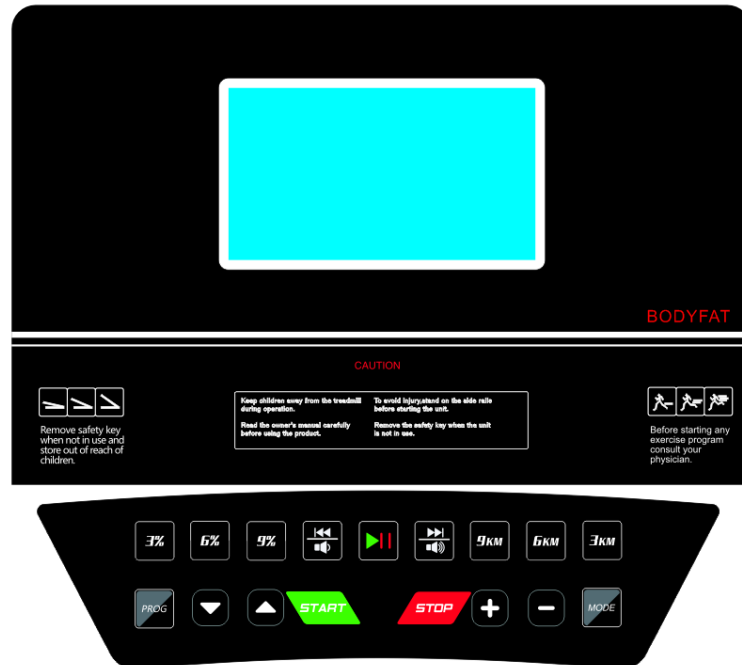 BODYFAT
CAUTION
Remove safety key
when not in use and
store out of reach of
children.
Keep children away from the treadmill
during operation.
Read the owner's manual carefully
before using the product.
To avoid injury,stand on the side rails
before starting the unit.
Remove the safety key when the unit
is not in use.
Before starting any
exercise program
consult your
physician.
3% 6% 9% 9KM 6KM 3KM
PROG START STOP + − MODE